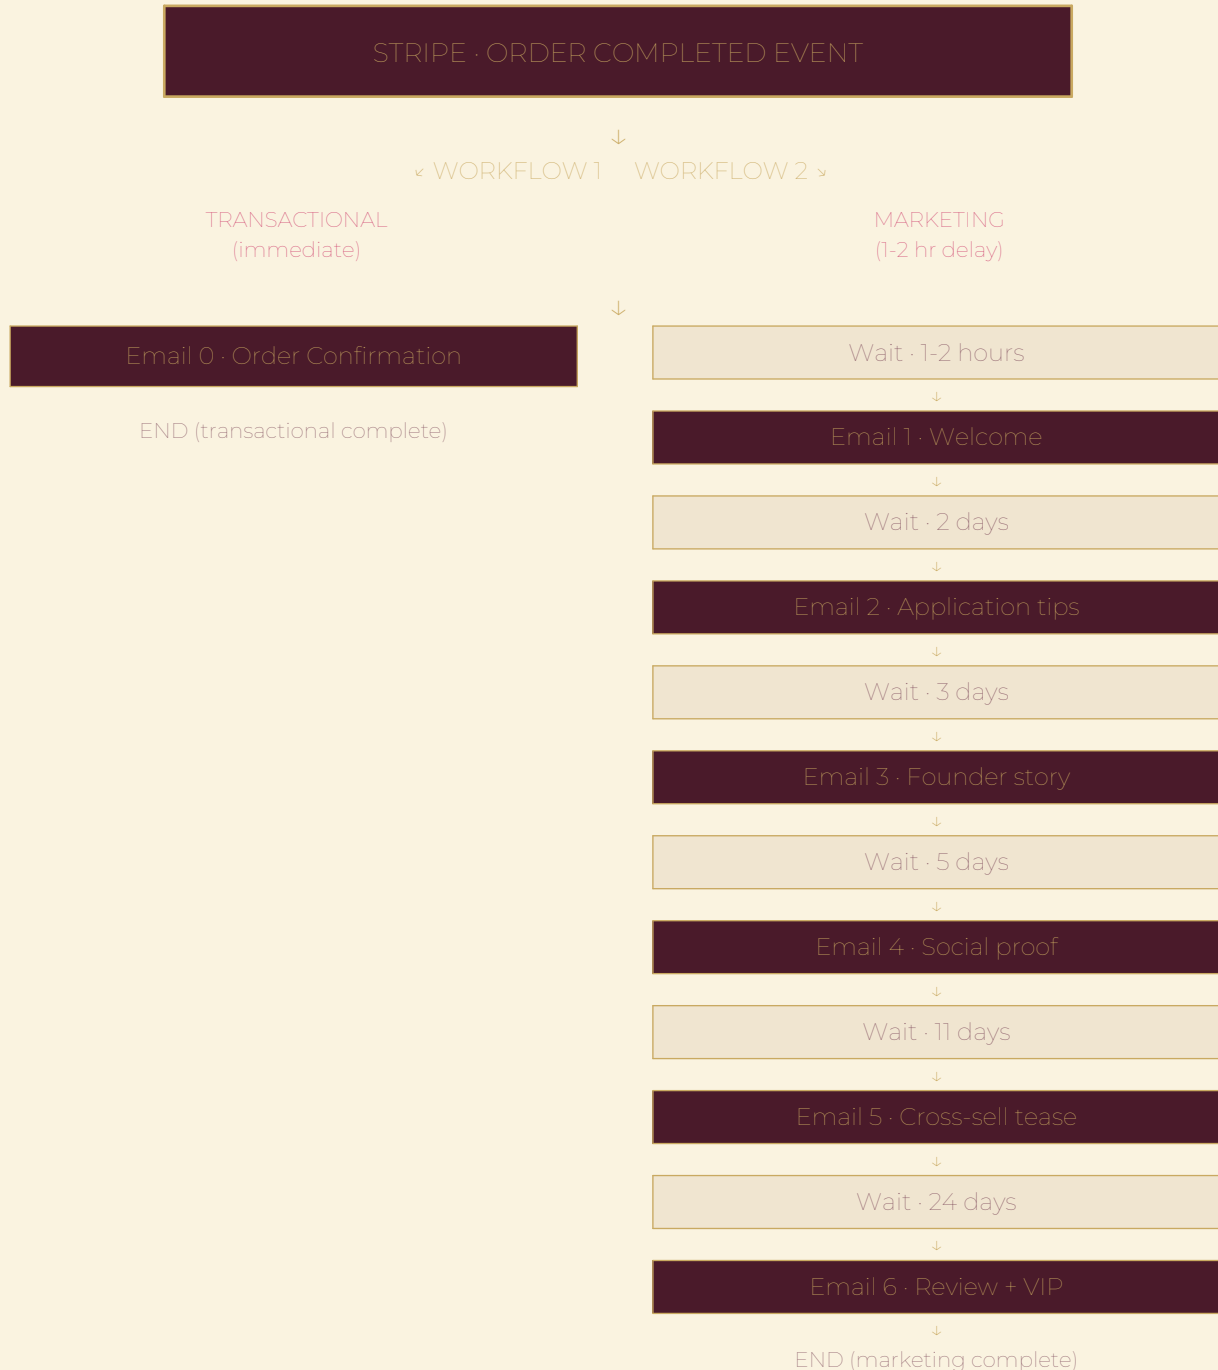 STRIPE · ORDER COMPLETED EVENT
↓
↙ WORKFLOW 1 WORKFLOW 2 ↘
TRANSACTIONAL
(immediate)
MARKETING
(1-2 hr delay)
↓
Email 0 · Order Confirmation
END (transactional complete)
Wait · 1-2 hours
↓
Email 1 · Welcome
↓
Wait · 2 days
↓
Email 2 · Application tips
↓
Wait · 3 days
↓
Email 3 · Founder story
↓
Wait · 5 days
↓
Email 4 · Social proof
↓
Wait · 11 days
↓
Email 5 · Cross-sell tease
↓
Wait · 24 days
↓
Email 6 · Review + VIP
↓
END (marketing complete)